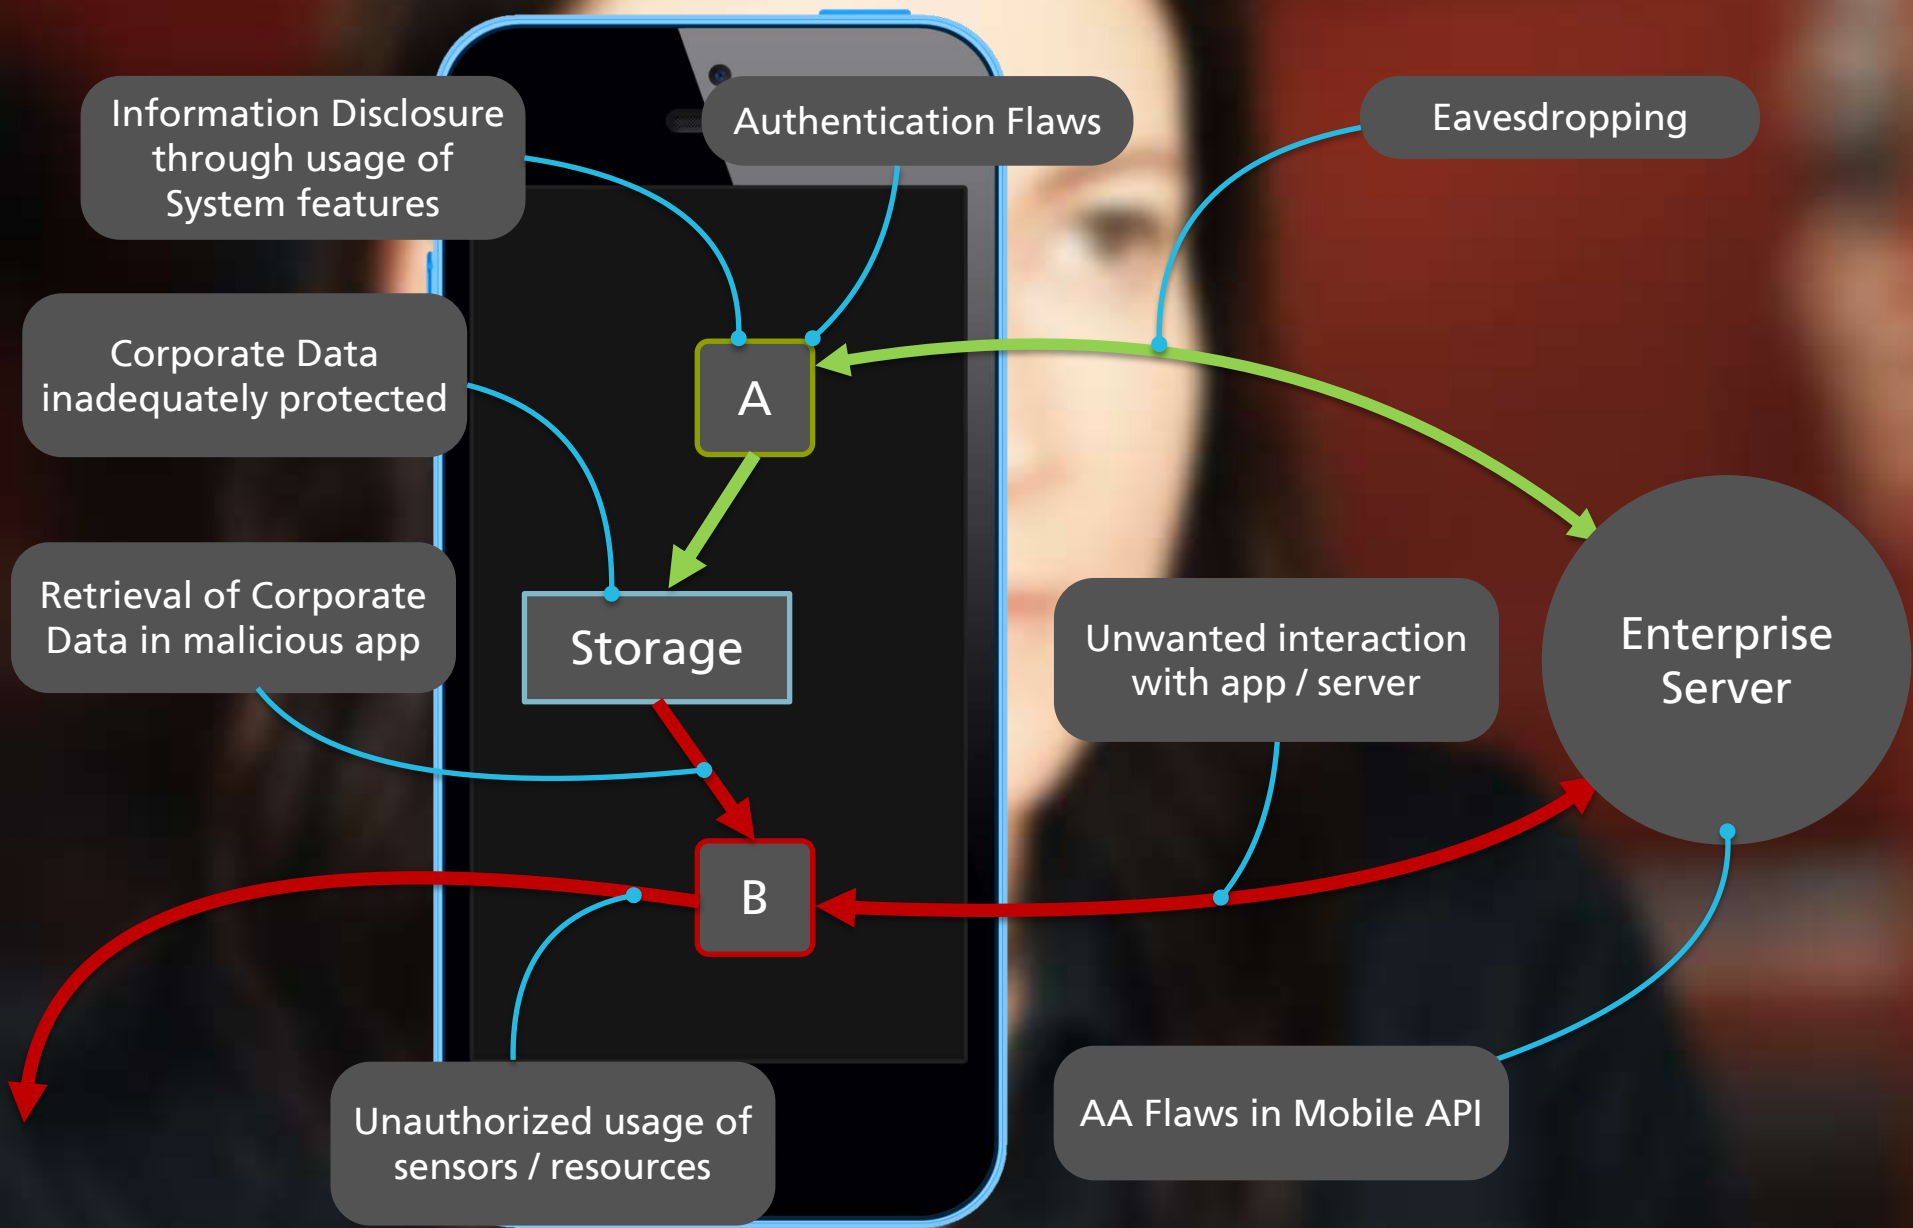 Information Disclosure
through usage of
System features
Authentication Flaws
Eavesdropping
Corporate Data
inadequately protected
A
Retrieval of Corporate
Data in malicious app
Storage
Unwanted interaction
with app / server
Enterprise
Server
B
Unauthorized usage of
sensors / resources
AA Flaws in Mobile API